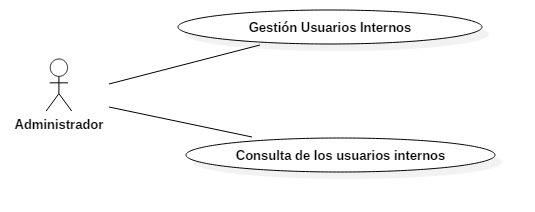 Gestión Usuarios Internos
Administrador
Consulta de los usuarios internos